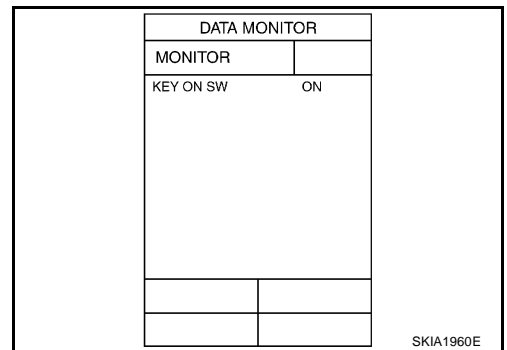 DATA MONITOR
MONITOR
KEY ON SW ON
SKIA1960E